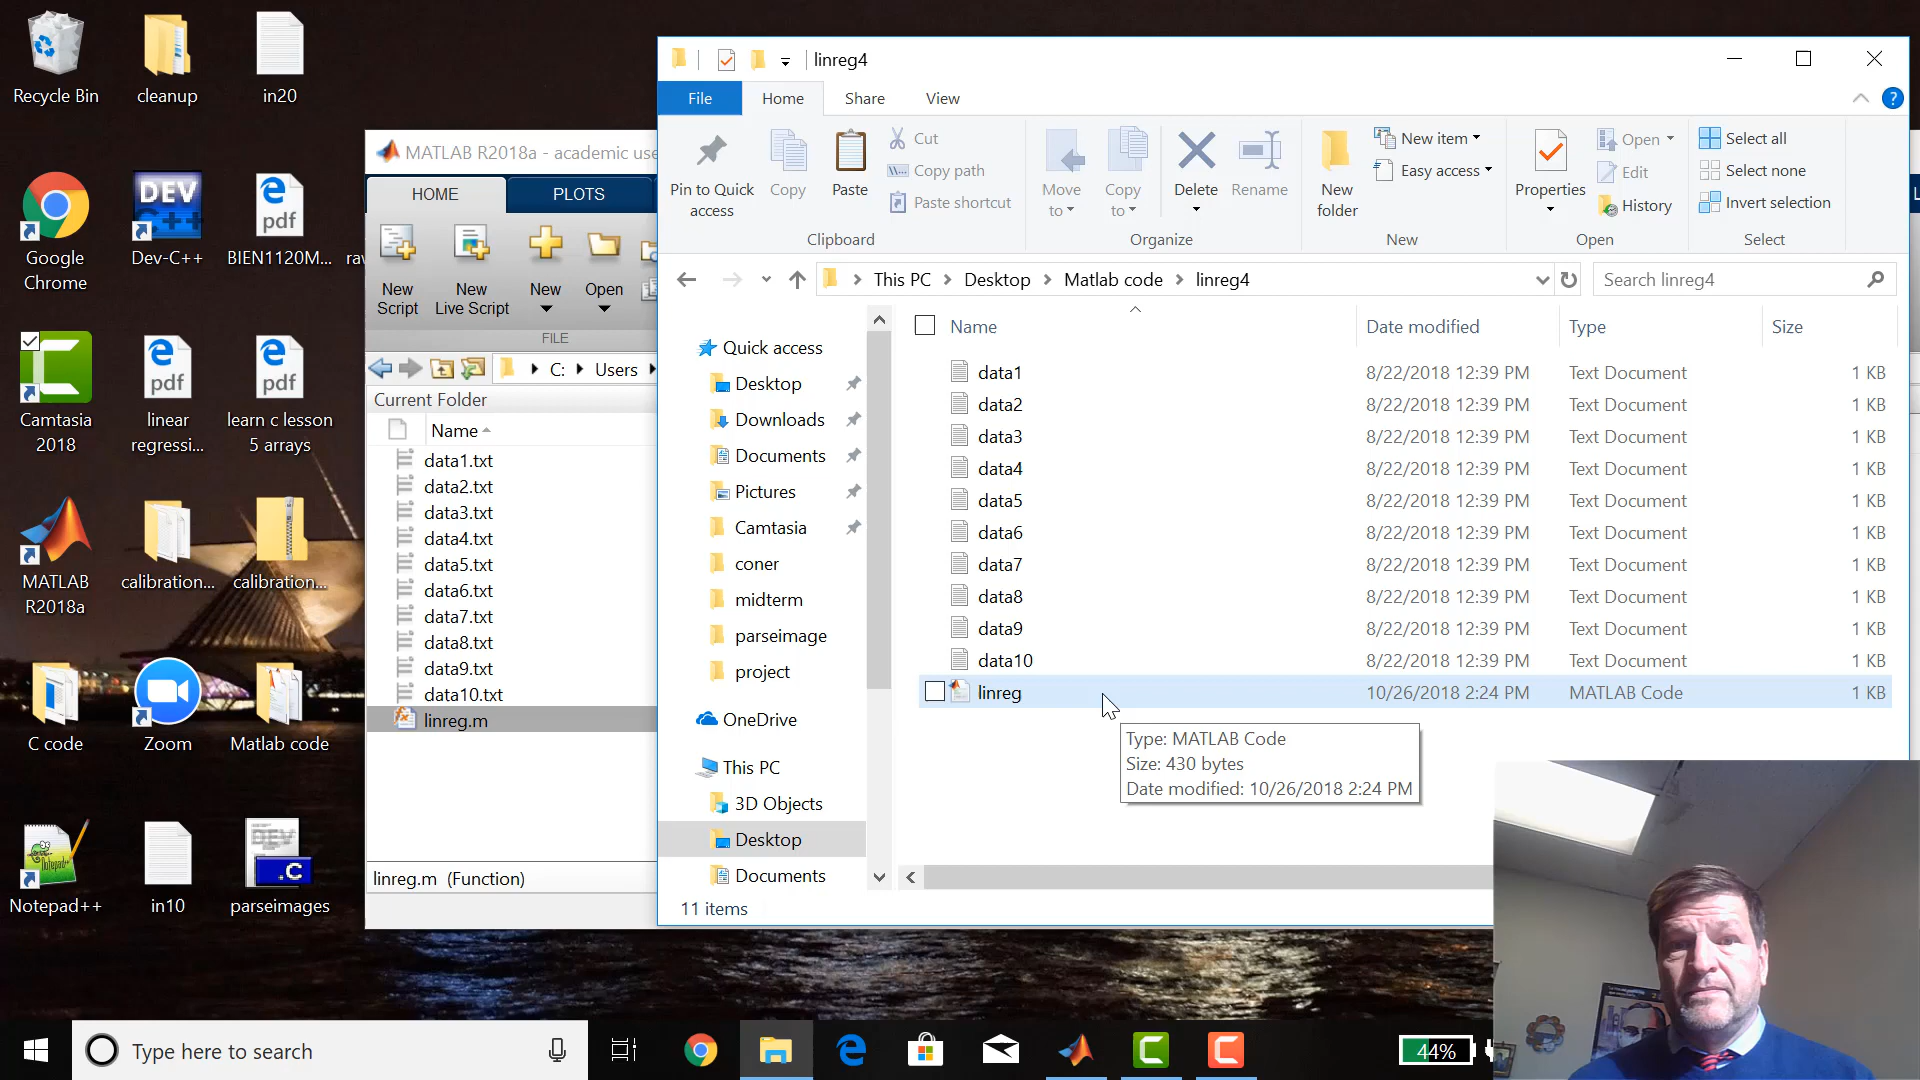 Recycle Bin
cleanup
in20
Google
Chrome
DEV
C++
Dev-C++
pdf
BIEN1120M...
Camtasia
2018
pdf
linear
regressi...
pdf
learn c lesson
5 arrays
MATLAB
R2018a
calibration...
calibration...
C code
Zoom
Matlab code
Notepad++
in10
DEV
.C
parseimages
MATLAB R2018a - academic use
HOME
PLOTS
New
Script
New
Live Script
New
Open
FILE
C:
Users
Current Folder
Name
data1.txt
data2.txt
data3.txt
data4.txt
data5.txt
data6.txt
data7.txt
data8.txt
data9.txt
data10.txt
linreg.m
linreg.m (Function)
linreg4
File
Home
Share
View
Pin to Quick
access
Copy
Paste
Cut
Copy path
Paste shortcut
Clipboard
Move
to
Copy
to
Delete
Rename
Organize
New
folder
New item
Easy access
New
Properties
Open
Edit
History
Open
Select all
Select none
Invert selection
Select
This PC
Desktop
Matlab code
linreg4
Search linreg4
Quick access
Desktop
Downloads
Documents
Pictures
Camtasia
coner
midterm
parseimage
project
OneDrive
This PC
3D Objects
Desktop
Documents
Name Date modified Type Size
data1 8/22/2018 12:39 PM Text Document 1 KB
data2 8/22/2018 12:39 PM Text Document 1 KB
data3 8/22/2018 12:39 PM Text Document 1 KB
data4 8/22/2018 12:39 PM Text Document 1 KB
data5 8/22/2018 12:39 PM Text Document 1 KB
data6 8/22/2018 12:39 PM Text Document 1 KB
data7 8/22/2018 12:39 PM Text Document 1 KB
data8 8/22/2018 12:39 PM Text Document 1 KB
data9 8/22/2018 12:39 PM Text Document 1 KB
data10 8/22/2018 12:39 PM Text Document 1 KB
linreg 10/26/2018 2:24 PM MATLAB Code 1 KB
Type: MATLAB Code
Size: 430 bytes
Date modified: 10/26/2018 2:24 PM
11 items
Type here to search
44%